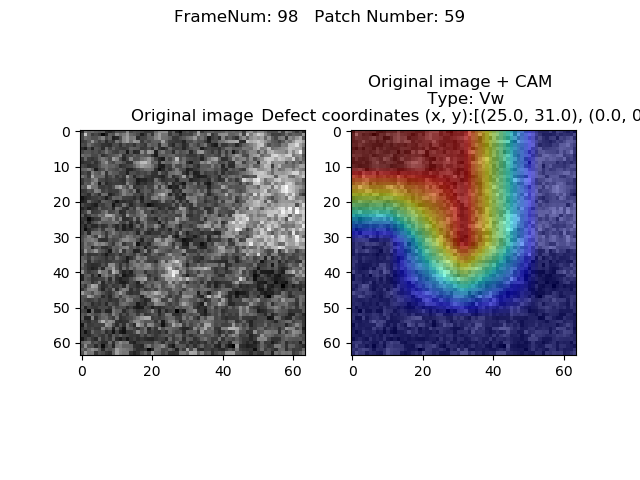 FrameNum: 98   Patch Number: 59
Original image + CAM
Type: Vw
Original image
Defect coordinates (x, y):[(25.0, 31.0), (0.0, 0
0
10
20
30
40
50
60
0 20 40 60
0
10
20
30
40
50
60
0 20 40 60